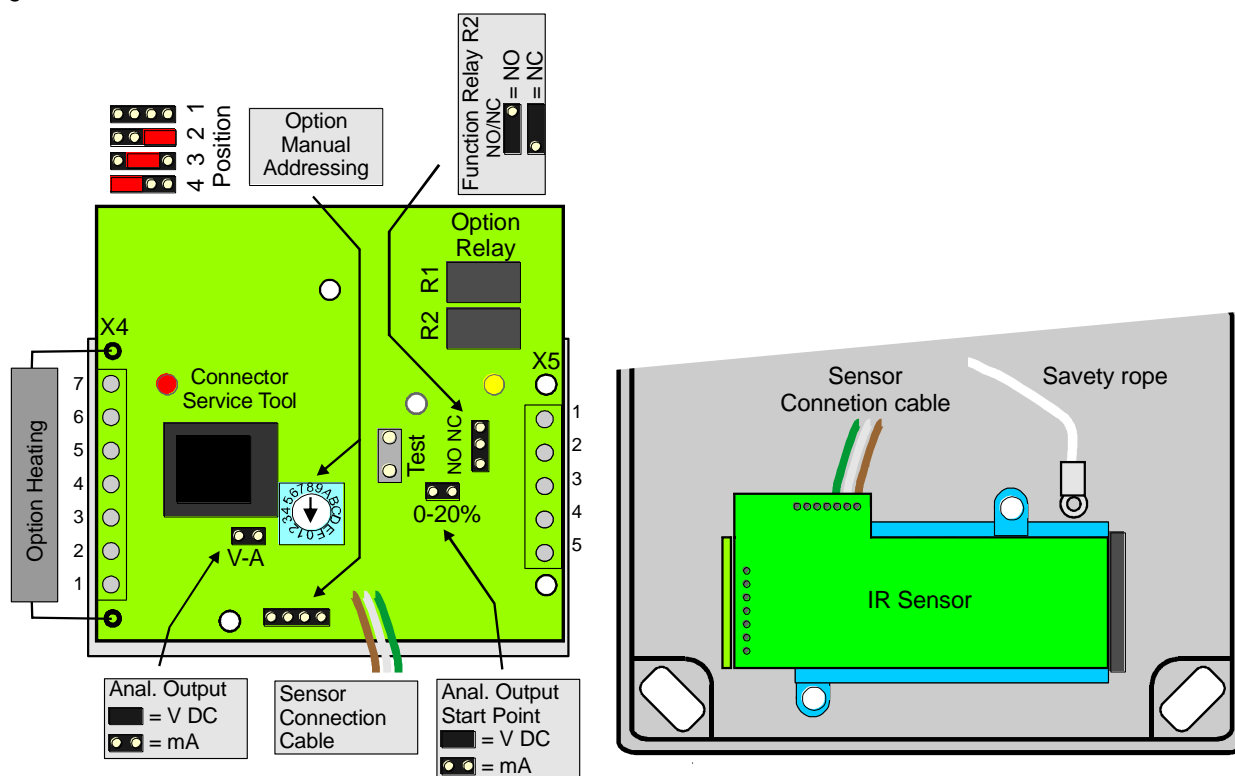 1
2
3
4
Position
Option
Manual
Addressing
Function Relay R2
NO/NC
= NO
= NC
Option
Relay
R1
R2
X4
X5
Option Heating
7
6
5
4
3
2
1
Connector
Service Tool
0123456789ABCDEF
V-A
Test
NO NC
0-20%
1
2
3
4
5
Anal. Output
= V DC
= mA
Sensor
Connection
Cable
Anal. Output
Start Point
= V DC
= mA
Sensor
Connetion cable
Savety rope
IR Sensor